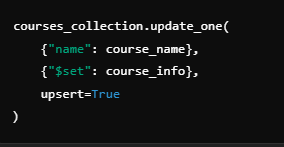 courses_collection.update_one(
    {"name": course_name},
    {"$set": course_info},
    upsert=True
)